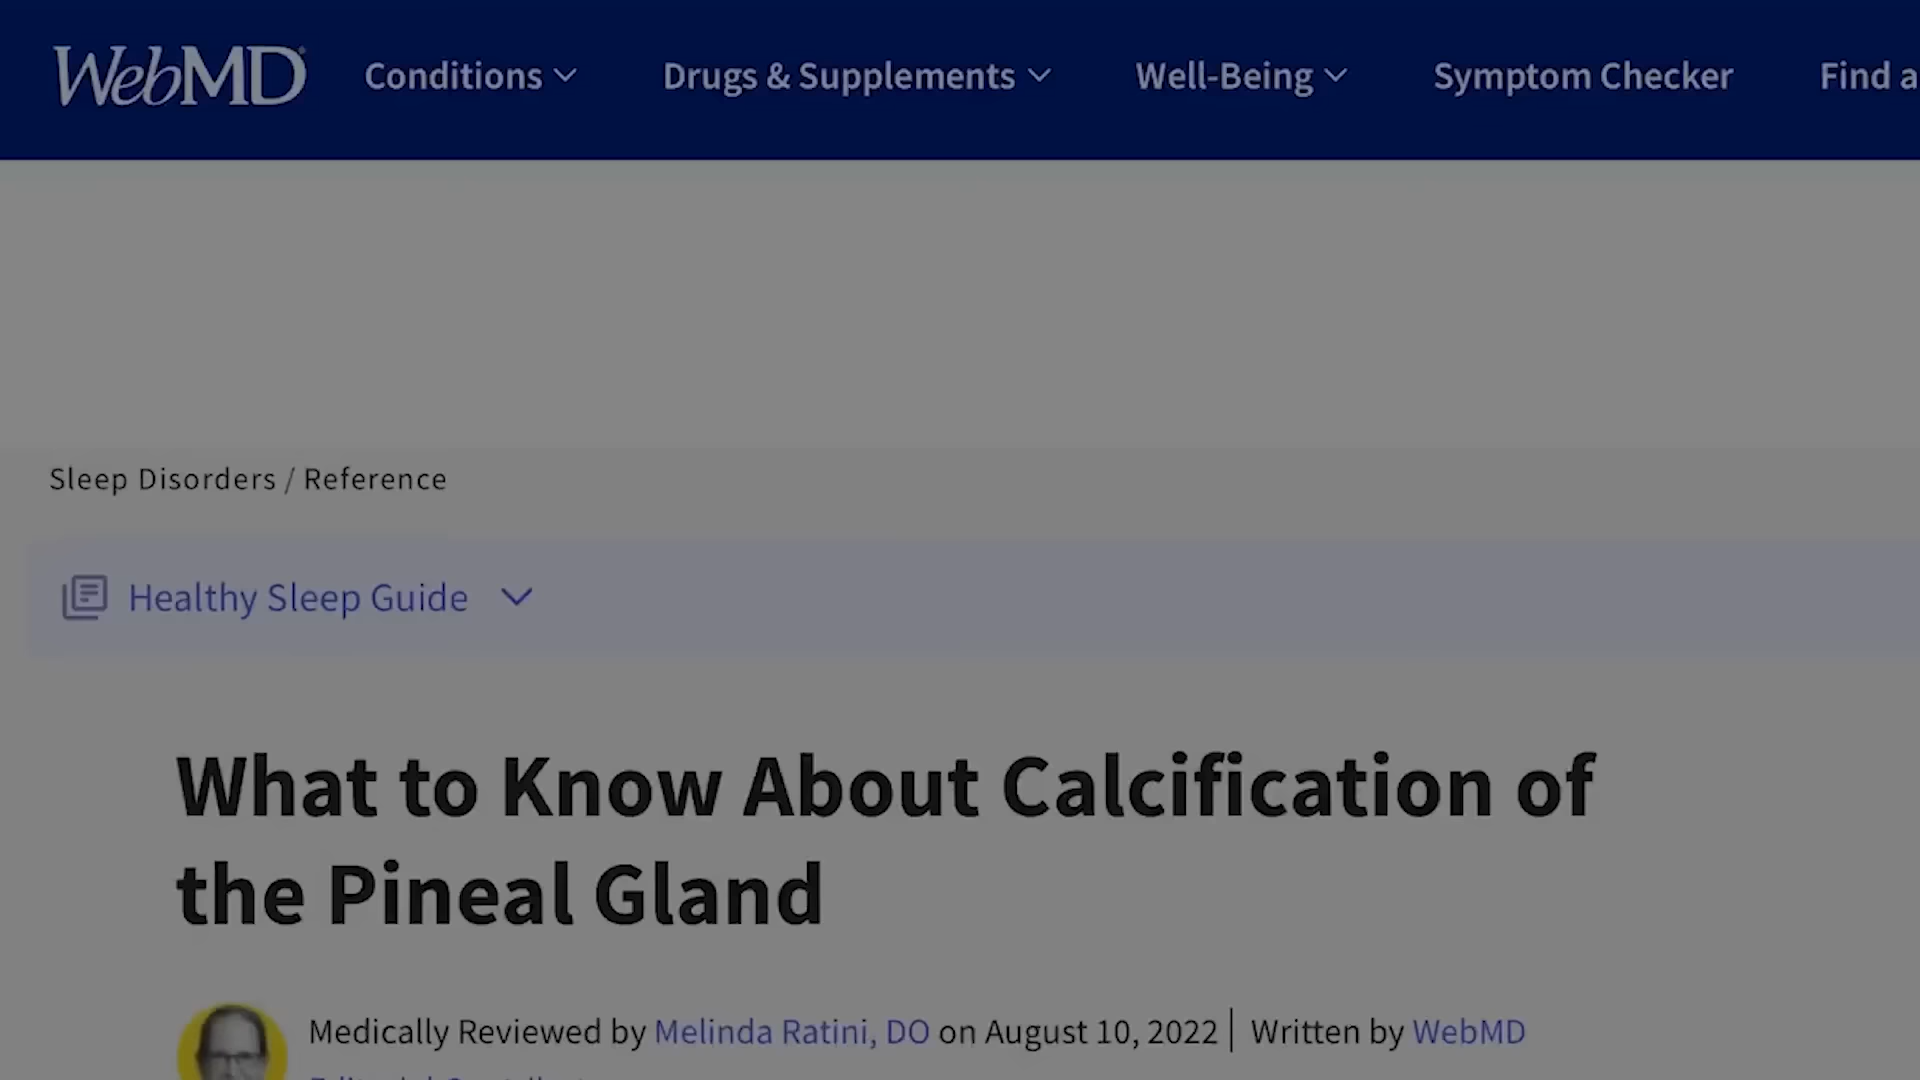 WebMD Conditions Drugs & Supplements Well-Being Symptom Checker Find a
Sleep Disorders / Reference
Healthy Sleep Guide
What to Know About Calcification of
the Pineal Gland
Medically Reviewed by Melinda Ratini, DO on August 10, 2022 | Written by WebMD